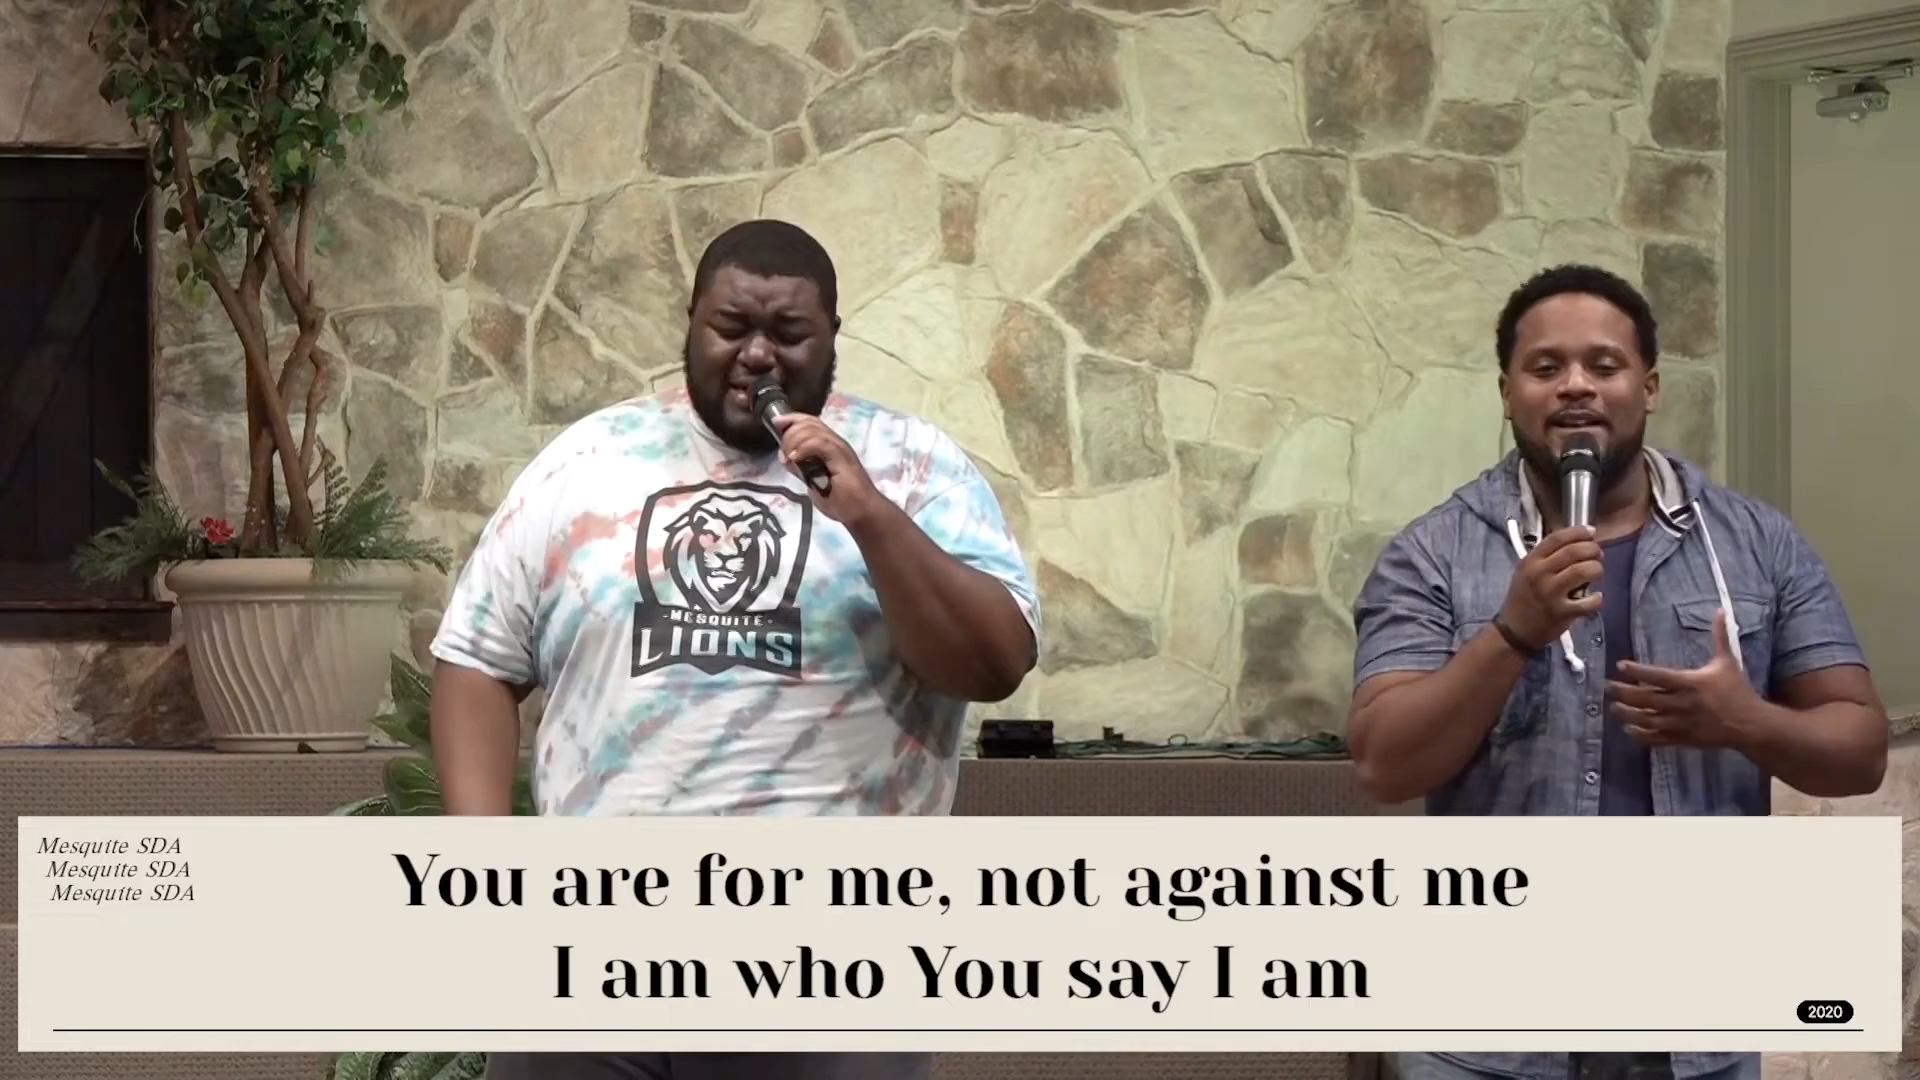 -MESQUITE-
LIONS
Mesquite SDA
Mesquite SDA
Mesquite SDA
You are for me, not against me
I am who You say I am
2020